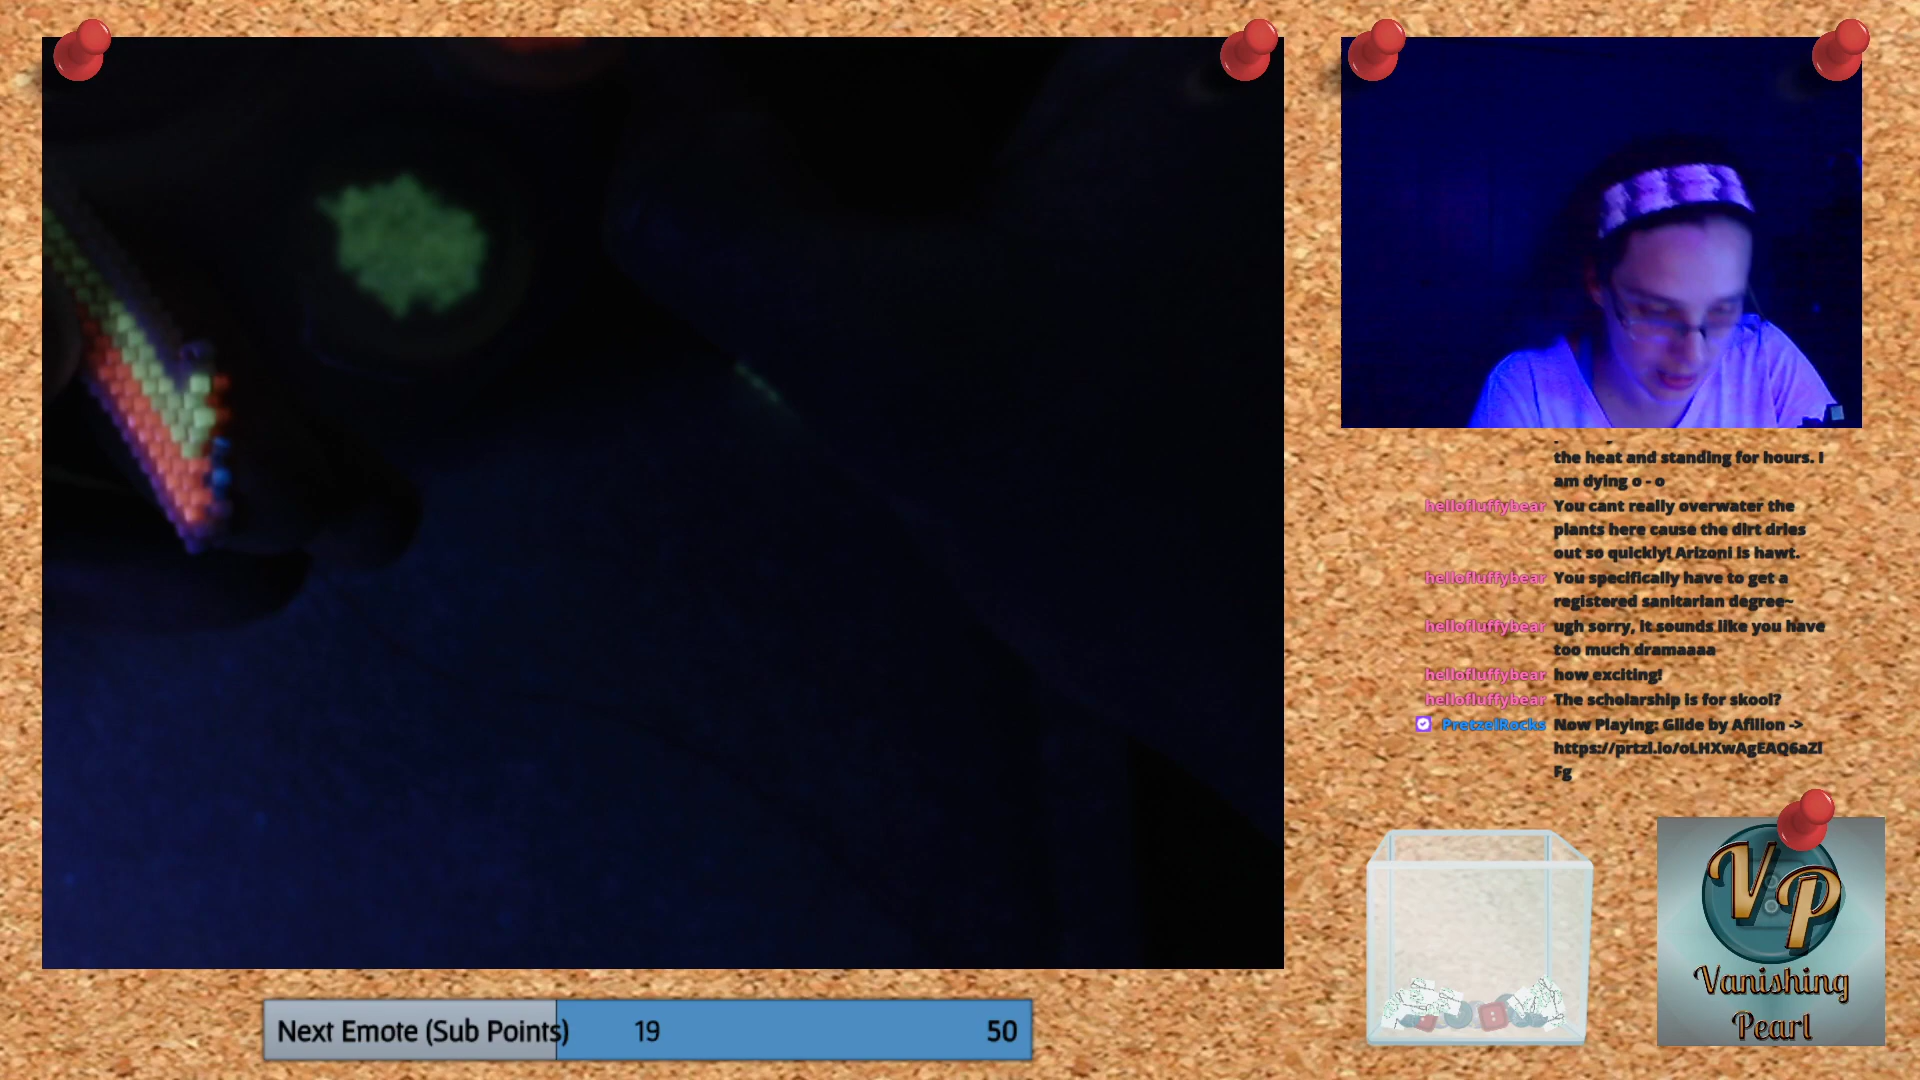 the heat and standing for hours. I
am dying o - o
hellofluffybear You cant really overwater the
plants here cause the dirt dries
out so quickly! Arizoni is hawt.
hellofluffybear You specifically have to get a
registered sanitarian degree~
hellofluffybear ugh sorry, it sounds like you have
too much dramaaaa
hellofluffybear how exciting!
hellofluffybear The scholarship is for skool?
PretzelRocks Now Playing: Glide by Afilion ->
https://prtzl.io/oLHXwAgEAQ6aZl
Fg
VP
Vanishing
Pearl
Next Emote (Sub Points) 19 50